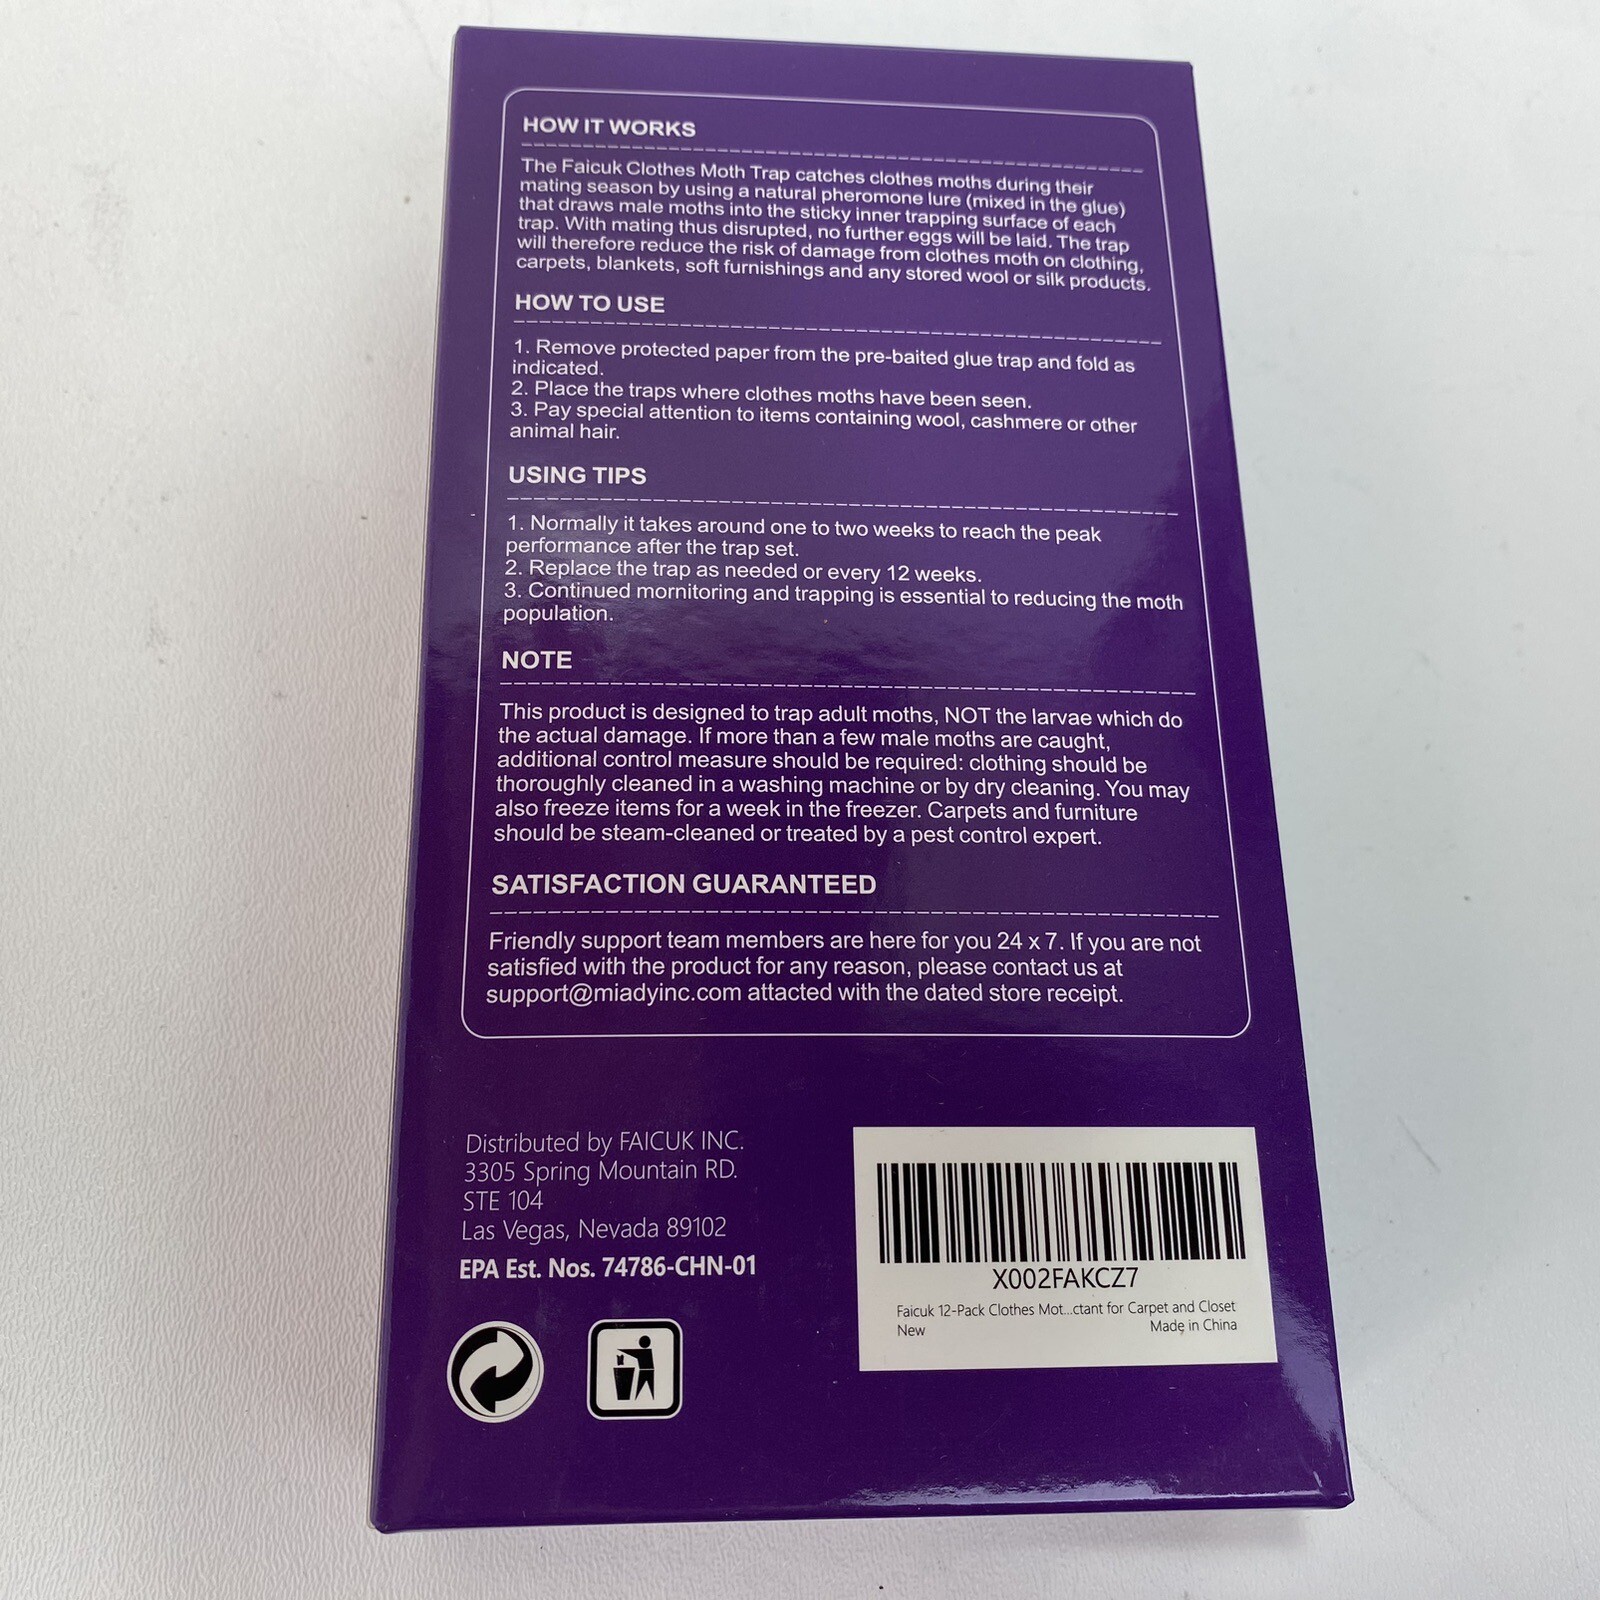 HOW IT WORKS
The Faicuk Clothes Moth Trap catches clothes moths during their
mating season by using a natural pheromone lure (mixed in the glue)
that draws male moths into the sticky inner trapping surface of each
trap. With mating thus disrupted, no further eggs will be laid. The trap
will therefore reduce the risk of damage from clothes moth on clothing,
carpets, blankets, soft furnishings and any stored wool or silk products.
HOW TO USE
1. Remove protected paper from the pre-baited glue trap and fold as
indicated.
2. Place the traps where clothes moths have been seen.
3. Pay special attention to items containing wool, cashmere or other
animal hair.
USING TIPS
1. Normally it takes around one to two weeks to reach the peak
performance after the trap set.
2. Replace the trap as needed or every 12 weeks.
3. Continued mornitoring and trapping is essential to reducing the moth
population.
NOTE
This product is designed to trap adult moths, NOT the larvae which do
the actual damage. If more than a few male moths are caught,
additional control measure should be required: clothing should be
thoroughly cleaned in a washing machine or by dry cleaning. You may
also freeze items for a week in the freezer. Carpets and furniture
should be steam-cleaned or treated by a pest control expert.
SATISFACTION GUARANTEED
Friendly support team members are here for you 24 x 7. If you are not
satisfied with the product for any reason, please contact us at
support@miadyinc.com attacted with the dated store receipt.
Distributed by FAICUK INC.
3305 Spring Mountain RD.
STE 104
Las Vegas, Nevada 89102
EPA Est. Nos. 74786-CHN-01
X002FAKCZ7
Faicuk 12-Pack Clothes Mot...ctant for Carpet and Closet
New
Made in China